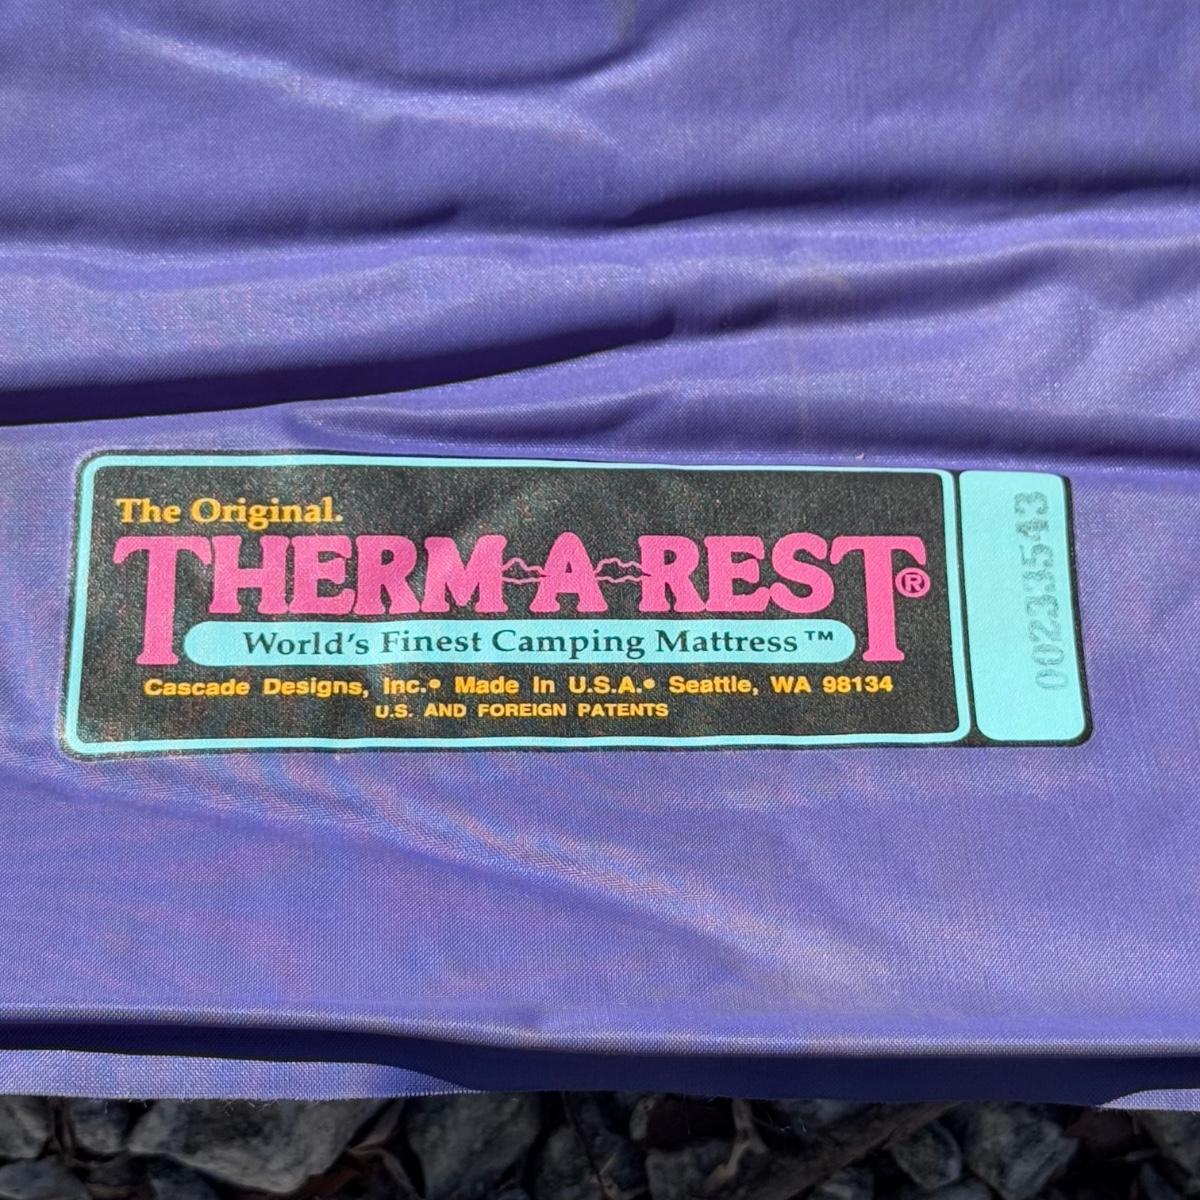 The Original.
THERM-A-REST®
World's Finest Camping Mattress™
Cascade Designs, Inc.• Made In U.S.A.• Seattle, WA 98134
U.S. AND FOREIGN PATENTS